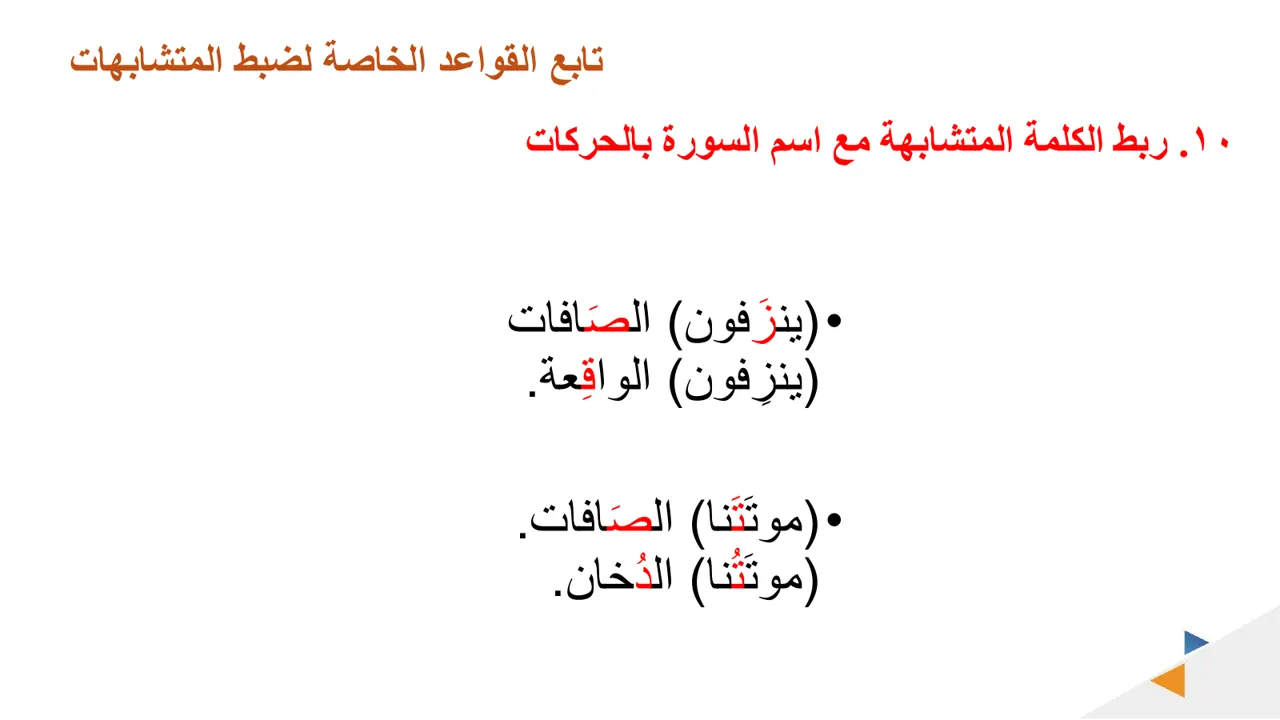 تابع القواعد الخاصة لضبط المتشابهات
١٠. ربط الكلمة المتشابهة مع اسم السورة بالحركات
•(ينزَفون) الصَافات
(ينزِفون) الواقِعة.
•(موتَتَنا) الصَافات.
(موتَتُنا) الدُخان.